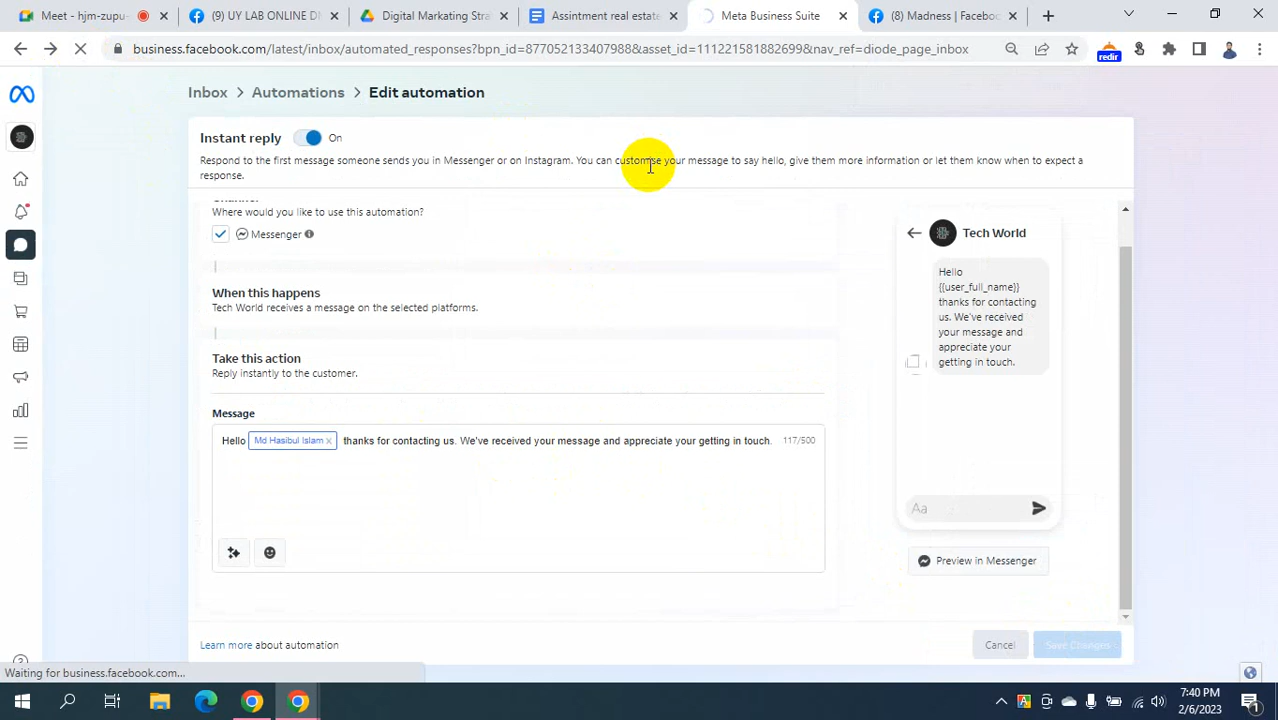 Meet - hjm-zupu-
(9) UY LAB ONLINE DI
Digital Marketing Stra
Assintment real estate
Meta Business Suite
(8) Madness | Facebo
business.facebook.com/latest/inbox/automated_responses?bpn_id=877052133407988&asset_id=111221551882699&nav_ref=diode_page_inbox
redir
Inbox > Automations > Edit automation
Instant reply On
Respond to the first message someone sends you in Messenger or on Instagram. You can customise your message to say hello, give them more information or let them know when to expect a
response.
Channel
Where would you like to use this automation?
Messenger
When this happens
Tech World receives a message on the selected platforms.
Take this action
Reply instantly to the customer.
Message
Hello Md Hasibul Islam x thanks for contacting us. We've received your message and appreciate your getting in touch. 117/500
Tech World
Hello
{{user_full_name}}
thanks for contacting
us. We've received
your message and
appreciate your
getting in touch.
Aa
Preview in Messenger
Learn more about automation
Cancel
Save Changes
Waiting for business.facebook.com...
7:40 PM
2/6/2023